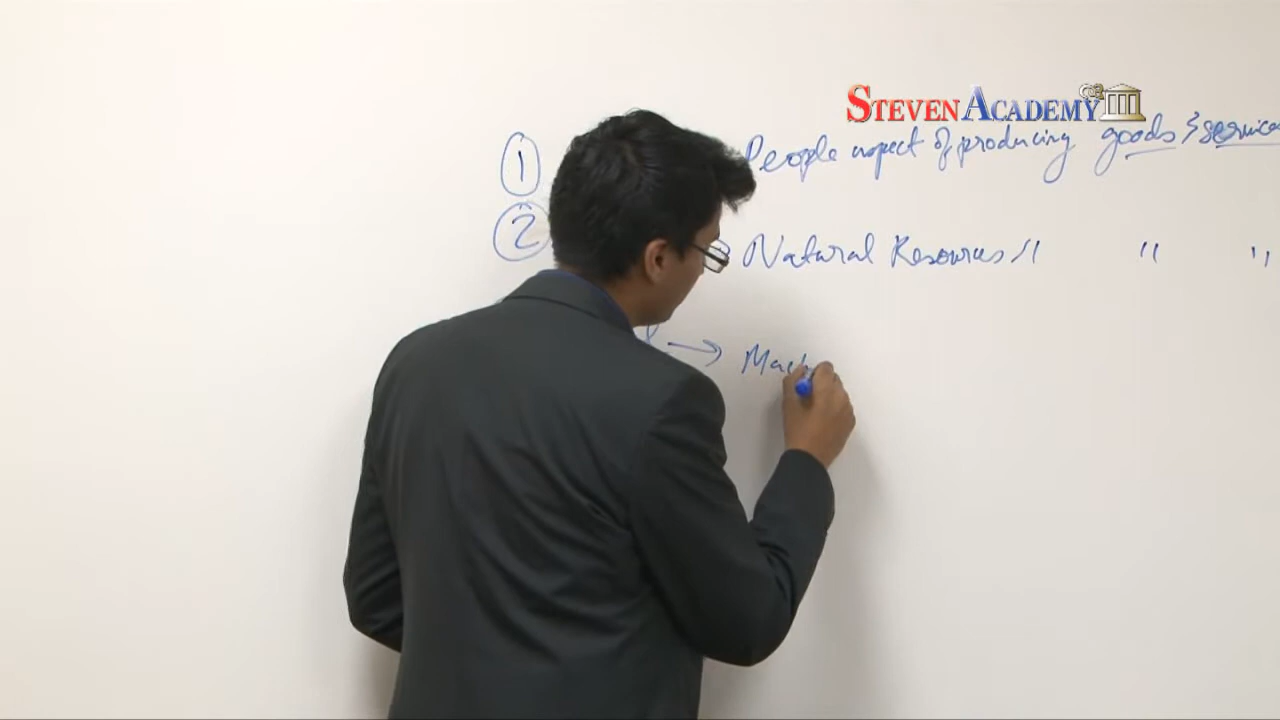 STEVEN ACADEMY
1 People aspect of producing goods & services
2 Natural Resources " " "
→ Mach